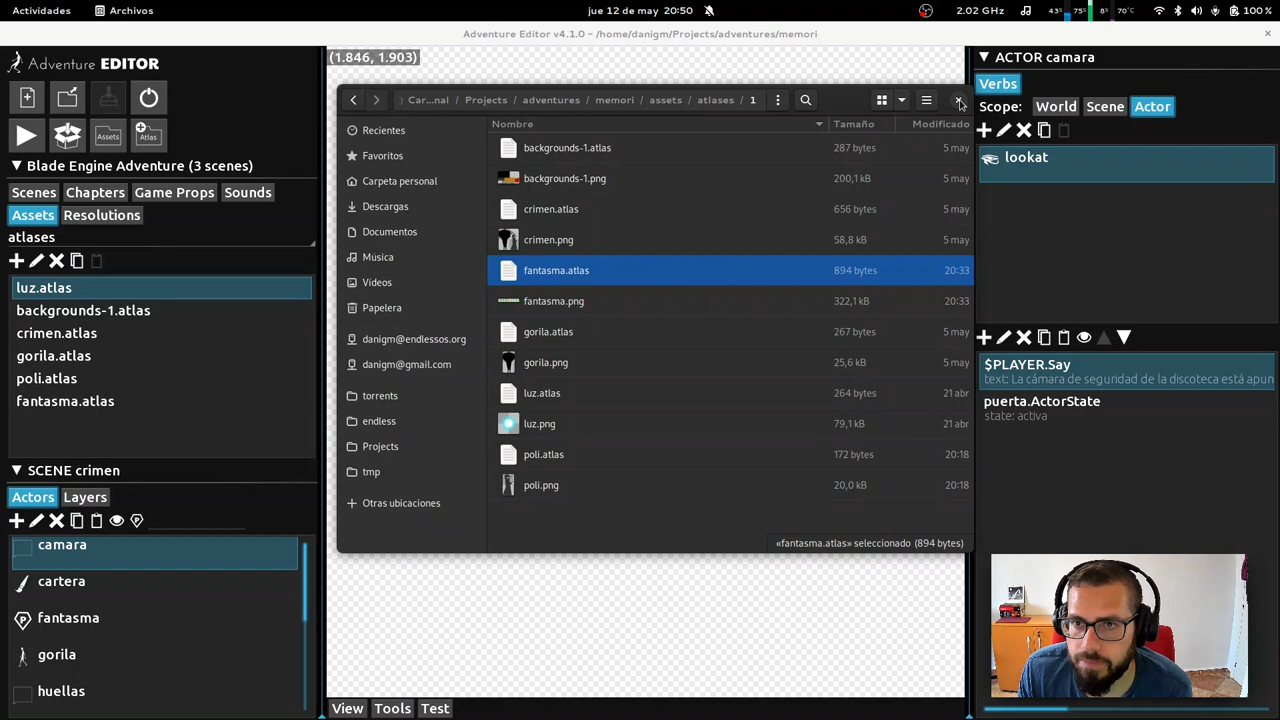 Actividades Archivos jue 12 de may 20:50 2.02 GHz 43% 75% 8% 70°C 100 %
Adventure Editor v4.1.0 - /home/danigm/Projects/adventures/memori ×
Adventure EDITOR
Assets Atlas
Blade Engine Adventure (3 scenes)
Scenes Chapters Game Props Sounds
Assets Resolutions
atlases
luz.atlas
backgrounds-1.atlas
crimen.atlas
gorila.atlas
poli.atlas
fantasma.atlas
SCENE crimen
Actors Layers
camara
cartera
fantasma
gorila
huellas
(1.846, 1.903)
Car...nal / Projects / adventures / memori / assets / atlases / 1
Recientes
Favoritos
Carpeta personal
Descargas
Documentos
Música
Vídeos
Papelera
danigm@endlessos.org
danigm@gmail.com
torrents
endless
Projects
tmp
Otras ubicaciones
Nombre Tamaño Modificado
backgrounds-1.atlas 287 bytes 5 may
backgrounds-1.png 200,1 kB 5 may
crimen.atlas 656 bytes 5 may
crimen.png 58,8 kB 5 may
fantasma.atlas 894 bytes 20:33
fantasma.png 322,1 kB 20:33
gorila.atlas 267 bytes 5 may
gorila.png 25,6 kB 5 may
luz.atlas 264 bytes 21 abr
luz.png 79,1 kB 21 abr
poli.atlas 172 bytes 20:18
poli.png 20,0 kB 20:18
«fantasma.atlas» seleccionado (894 bytes)
View Tools Test
ACTOR camara
Verbs
Scope: World Scene Actor
lookat
$PLAYER.Say
text: La cámara de seguridad de la discoteca está apun
puerta.ActorState
state: activa